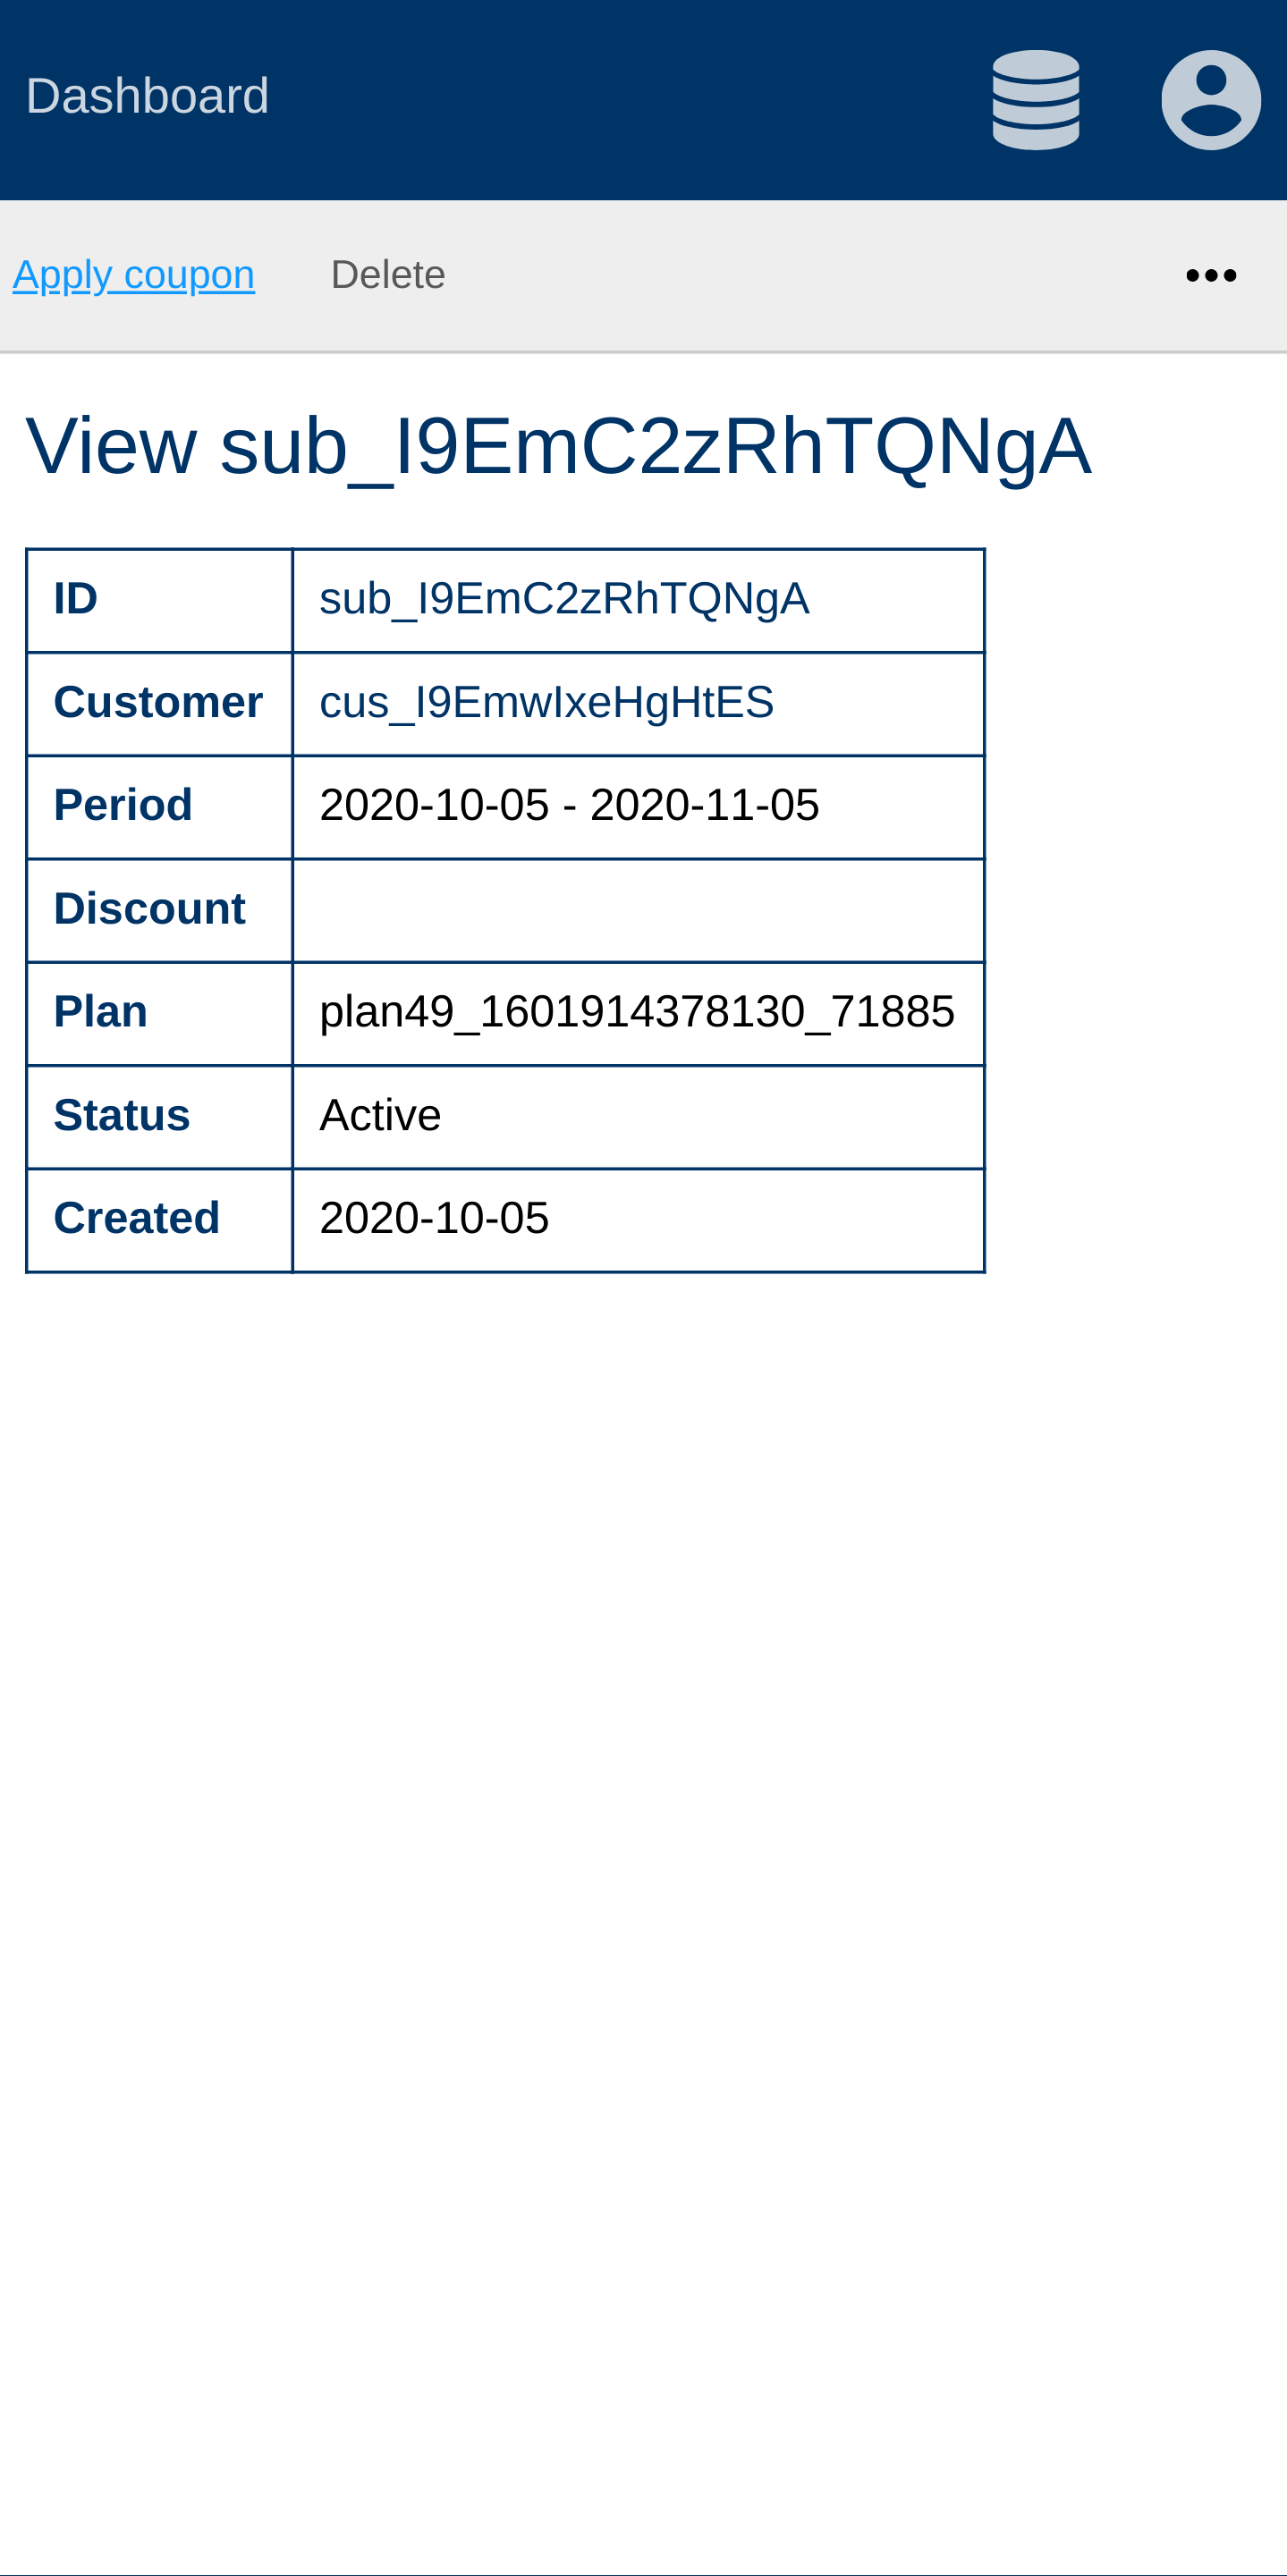 Dashboard
Apply coupon Delete
View sub_I9EmC2zRhTQNgA
ID sub_I9EmC2zRhTQNgA
Customer cus_I9EmwIxeHgHtES
Period 2020-10-05 - 2020-11-05
Discount
Plan plan49_1601914378130_71885
Status Active
Created 2020-10-05